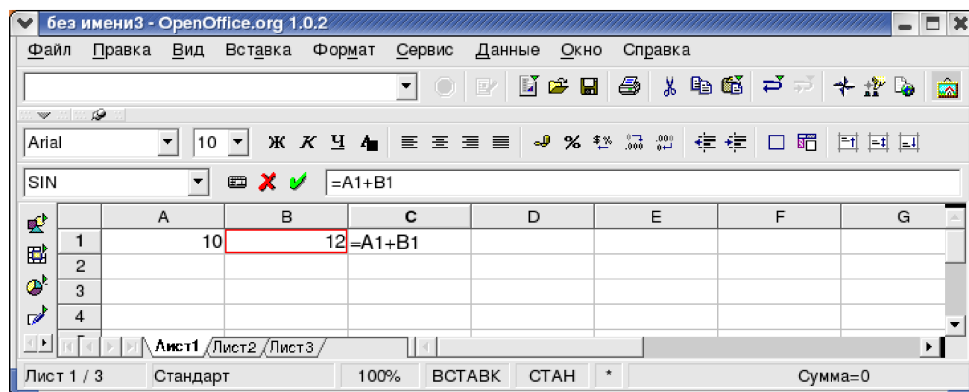 без имени3 - OpenOffice.org 1.0.2
Файл Правка Вид Вставка Формат Сервис Данные Окно Справка
Arial 10 Ж К Ч
SIN =A1+B1
A B C D E F G
1 10 12 =A1+B1
2
3
4
Лист1 Лист2 Лист3
Лист 1 / 3 Стандарт 100% ВСТАВК СТАН * Сумма=0